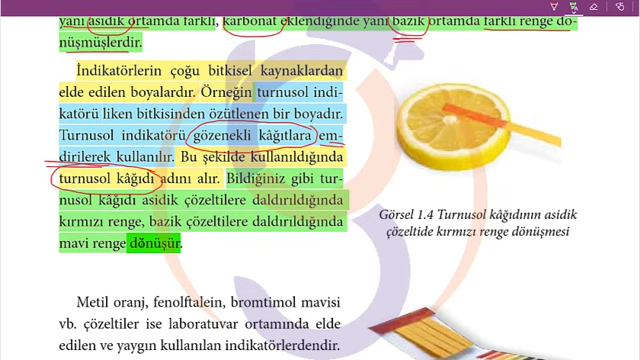 yani asidik ortamda farklı, karbonat eklendiğinde yani bazik ortamda farklı renge dö-
nüşmüşlerdir.
İndikatörlerin çoğu bitkisel kaynaklardan
elde edilen boyalardır. Örneğin turnusol indi-
katörü liken bitkisinden özütlenen bir boyadır.
Turnusol indikatörü gözenekli kâğıtlara em-
dirilerek kullanılır. Bu şekilde kullanıldığında
turnusol kâğıdı adını alır. Bildiğiniz gibi tur-
nusol kâğıdı asidik çözeltilere daldırıldığında
kırmızı renge, bazik çözeltilere daldırıldığında
mavi renge dönüşür.
Görsel 1.4 Turnusol kâğıdının asidik
çözeltide kırmızı renge dönüşmesi
Metil oranj, fenolftalein, bromtimol mavisi
vb. çözeltiler ise laboratuvar ortamında elde
edilen ve yaygın kullanılan indikatörlerdendir.